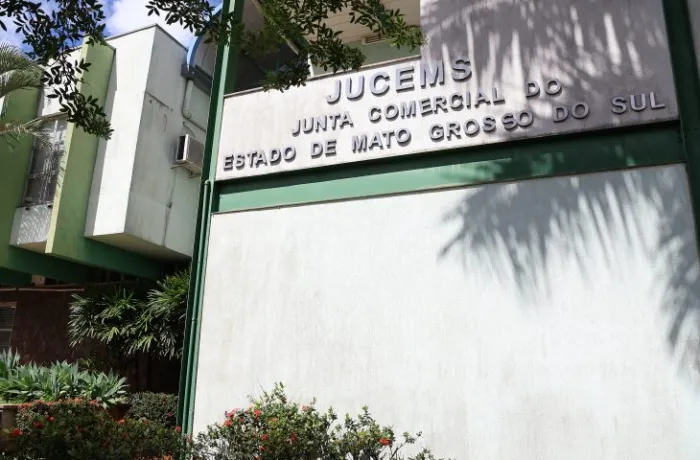 JUCEMS
JUNTA COMERCIAL DO
ESTADO DE MATO GROSSO DO SUL